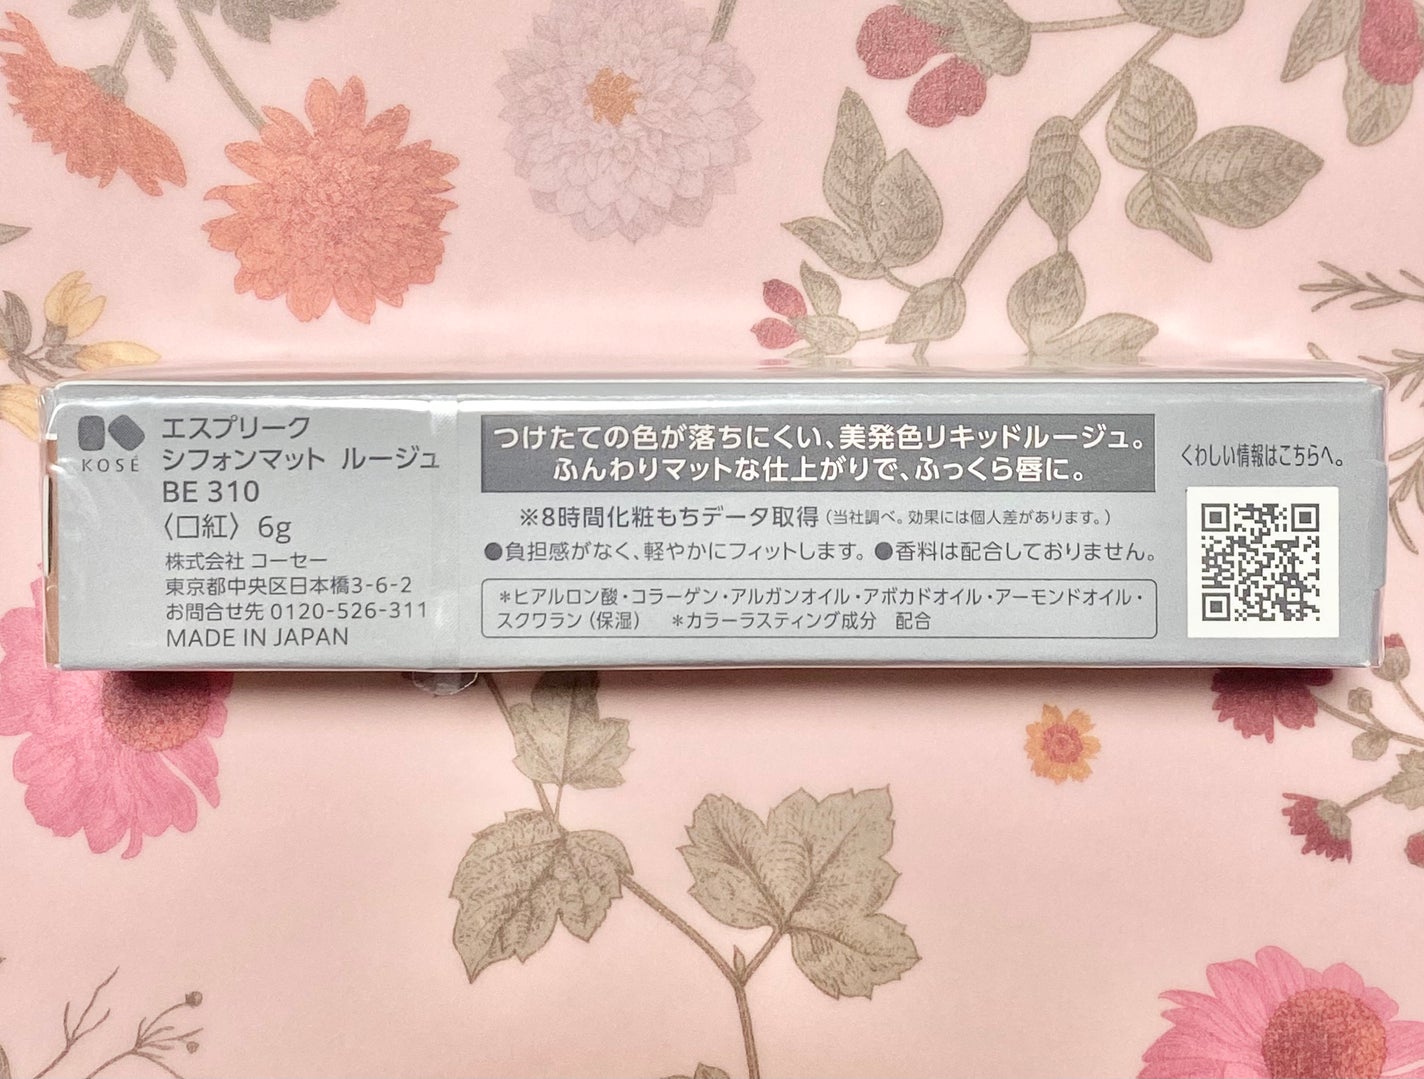 KOSÉ
エスプリーク
シフォンマット ルージュ
BE 310
〈口紅〉 6g
株式会社 コーセー
東京都中央区日本橋3-6-2
お問合せ先 0120-526-311
MADE IN JAPAN
つけたての色が落ちにくい、美発色リキッドルージュ。
ふんわりマットな仕上がりで、ふっくら唇に。
※8時間化粧もちデータ取得（当社調べ。効果には個人差があります。）
●負担感がなく、軽やかにフィットします。●香料は配合しておりません。
＊ヒアルロン酸・コラーゲン・アルガンオイル・アボカドオイル・アーモンドオイル・
スクワラン（保湿）　＊カラーラスティング成分　配合
くわしい情報はこちらへ。